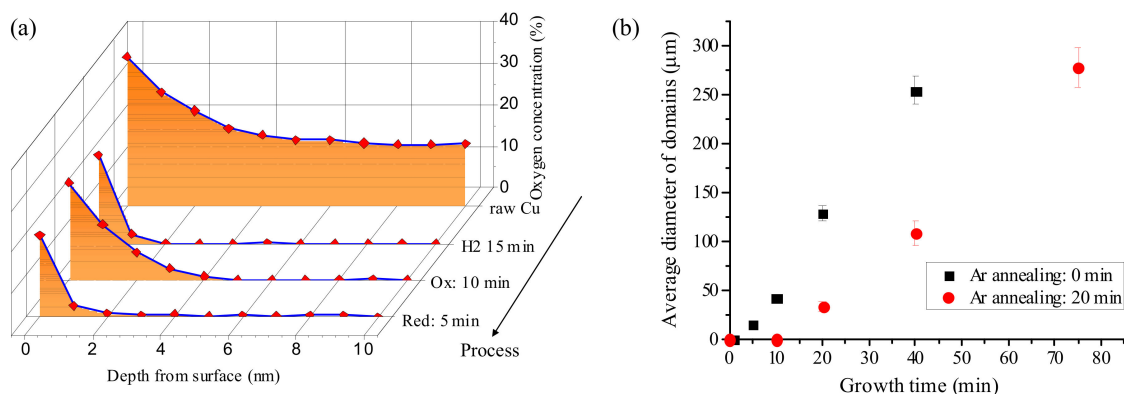 (a)
40
30
20
10
0
Oxygen concentration (%)
raw Cu
H2 15 min
Ox: 10 min
Red: 5 min
Process
0 2 4 6 8 10
Depth from surface (nm)
(b)
300
250
200
150
100
50
0
Average diameter of domains (μm)
Ar annealing: 0 min
Ar annealing: 20 min
0 10 20 30 40 50 60 70 80
Growth time (min)